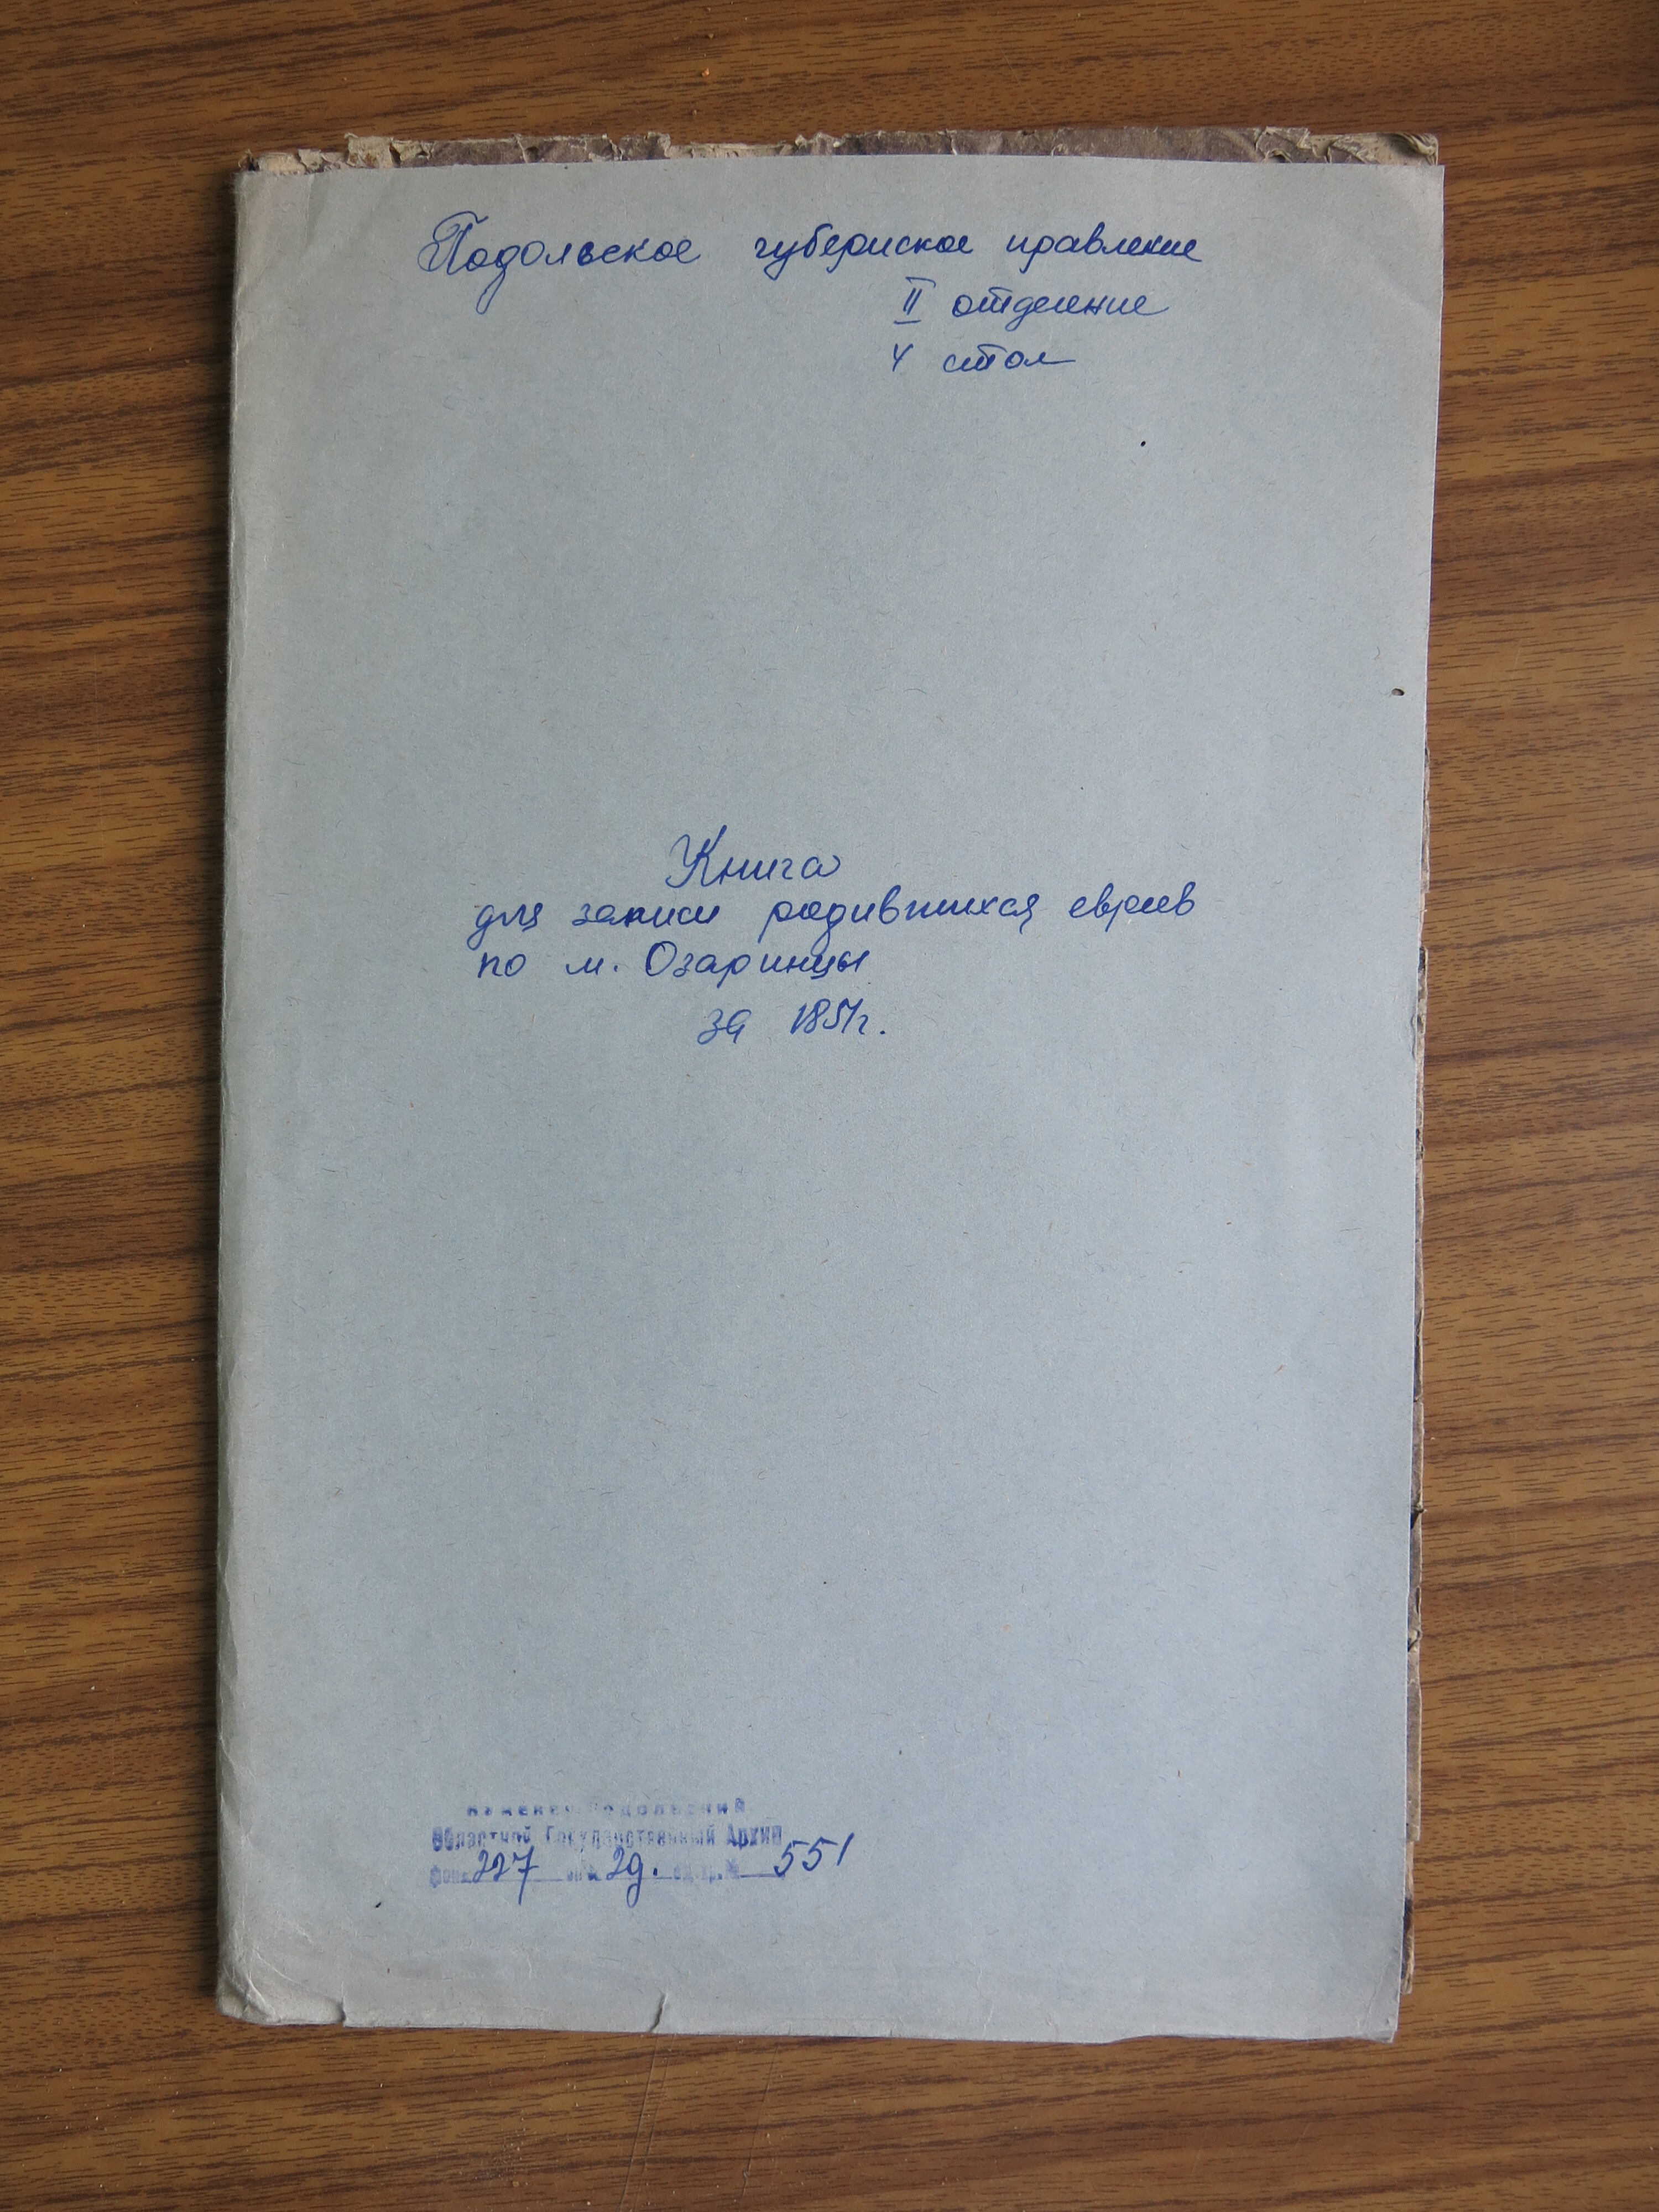 Подольское губернское правление
II отделение
4 стол
Книга
для записи родившихся евреев
по м. Озаринцы
за 1851г.
Областной Государственный Архив
фонд 227 оп. 2д. ед.хр.№ 551